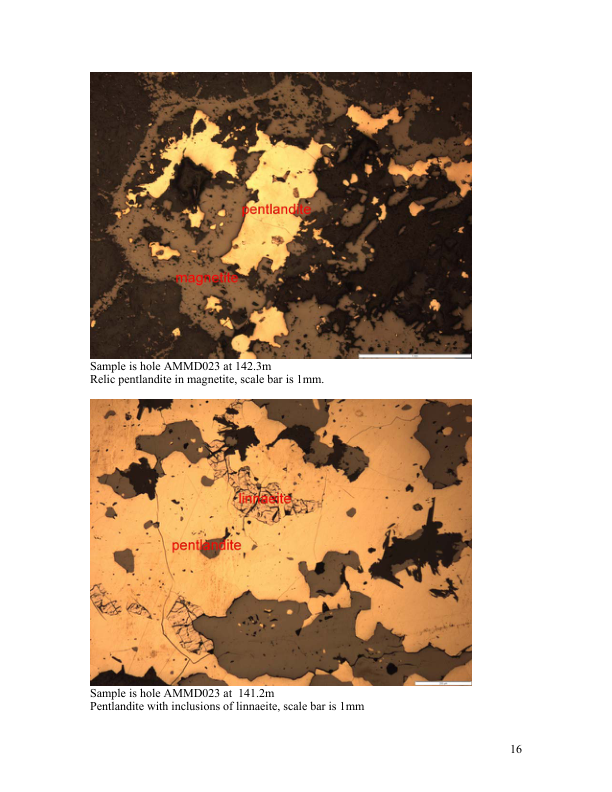 pentlandite
magnetite
Sample is hole AMMD023 at 142.3m
Relic pentlandite in magnetite, scale bar is 1mm.
linnaeite
pentlandite
Sample is hole AMMD023 at  141.2m
Pentlandite with inclusions of linnaeite, scale bar is 1mm
16